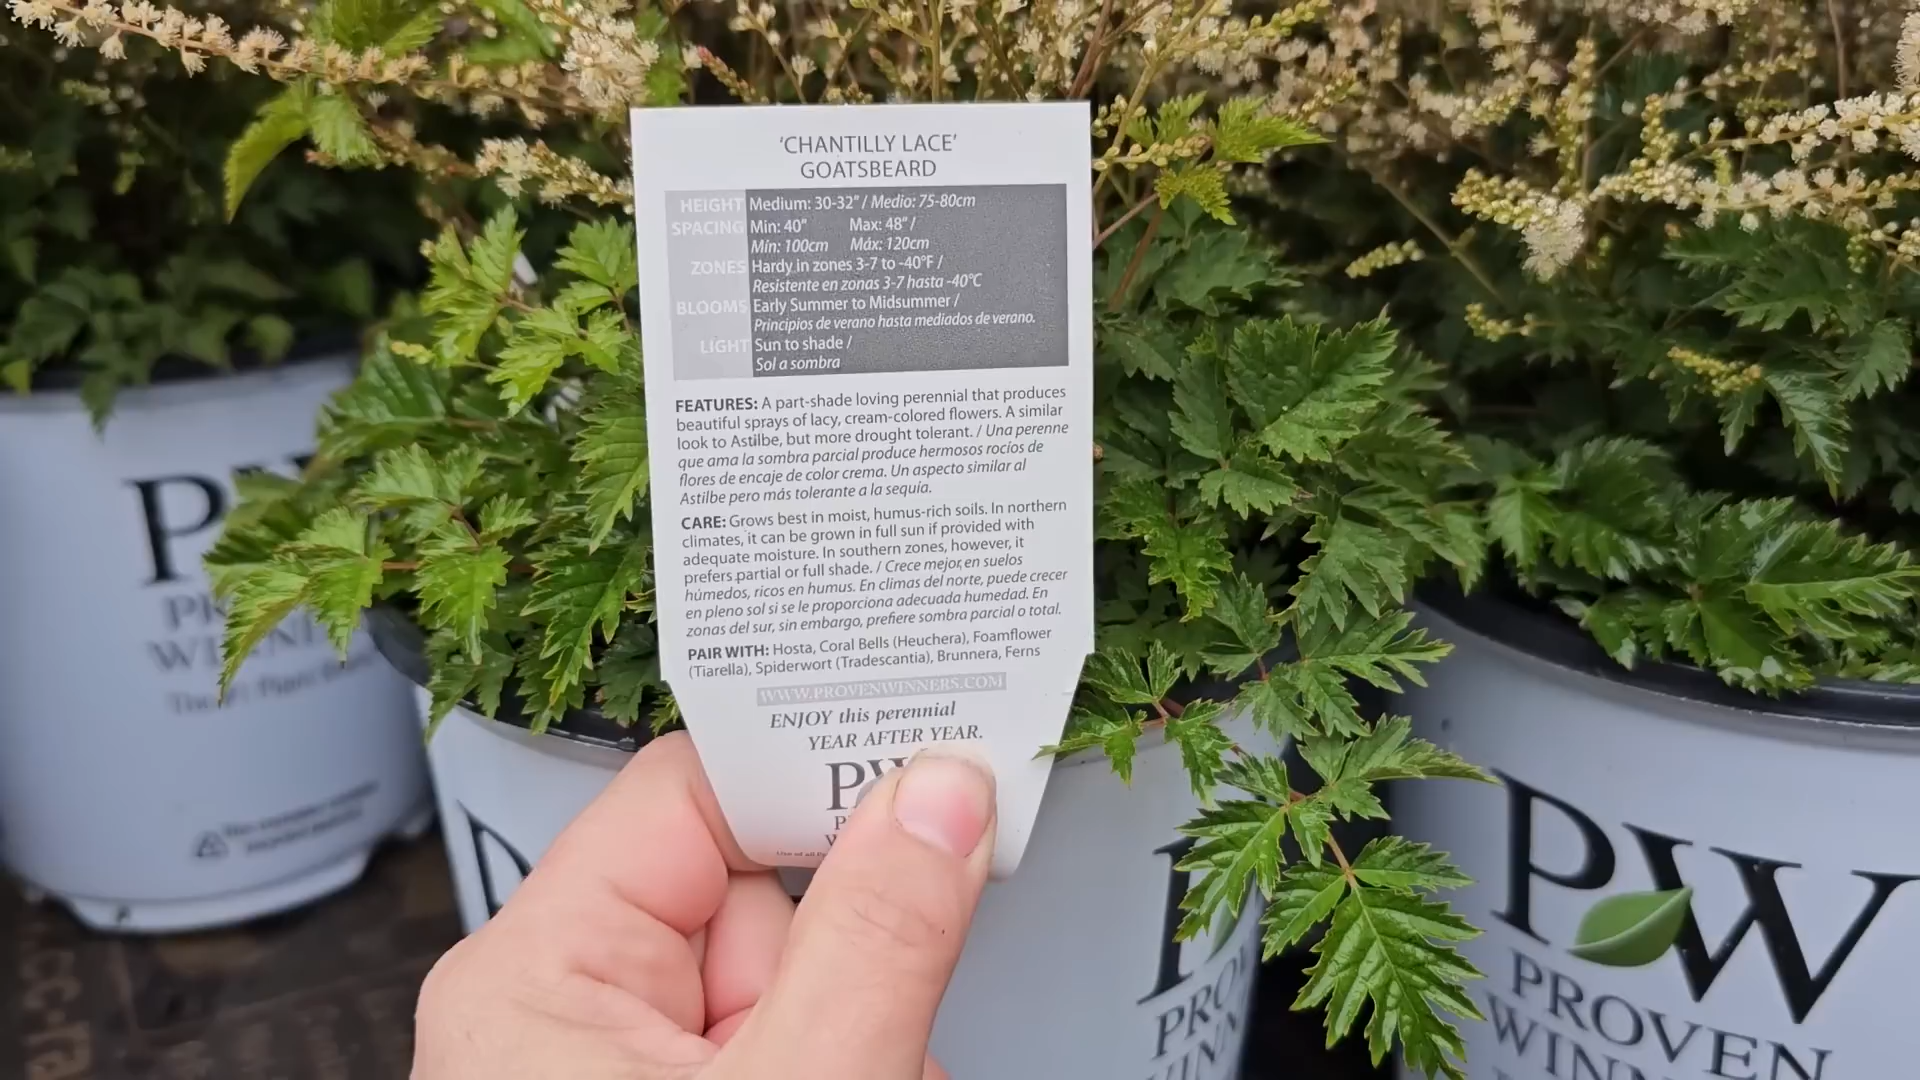 'CHANTILLY LACE'
GOATSBEARD
HEIGHT Medium: 30-32" / Medio: 75-80cm
SPACING Min: 40" Max: 48" /
Mín: 100cm Máx: 120cm
ZONES Hardy in zones 3-7 to -40°F /
Resistente en zonas 3-7 hasta -40°C
BLOOMS Early Summer to Midsummer /
Principios de verano hasta mediados de verano.
LIGHT Sun to shade /
Sol a sombra
FEATURES: A part-shade loving perennial that produces
beautiful sprays of lacy, cream-colored flowers. A similar
look to Astilbe, but more drought tolerant. / Una perenne
que ama la sombra parcial produce hermosos rocíos de
flores de encaje de color crema. Un aspecto similar al
Astilbe pero más tolerante a la sequía.
CARE: Grows best in moist, humus-rich soils. In northern
climates, it can be grown in full sun if provided with
adequate moisture. In southern zones, however, it
prefers partial or full shade. / Crece mejor en suelos
húmedos, ricos en humus. En climas del norte, puede crecer
en pleno sol si se le proporciona adecuada humedad. En
zonas del sur, sin embargo, prefiere sombra parcial o total.
PAIR WITH: Hosta, Coral Bells (Heuchera), Foamflower
(Tiarella), Spiderwort (Tradescantia), Brunnera, Ferns
WWW.PROVENWINNERS.COM
ENJOY this perennial
YEAR AFTER YEAR.
PW
PW
PROVEN